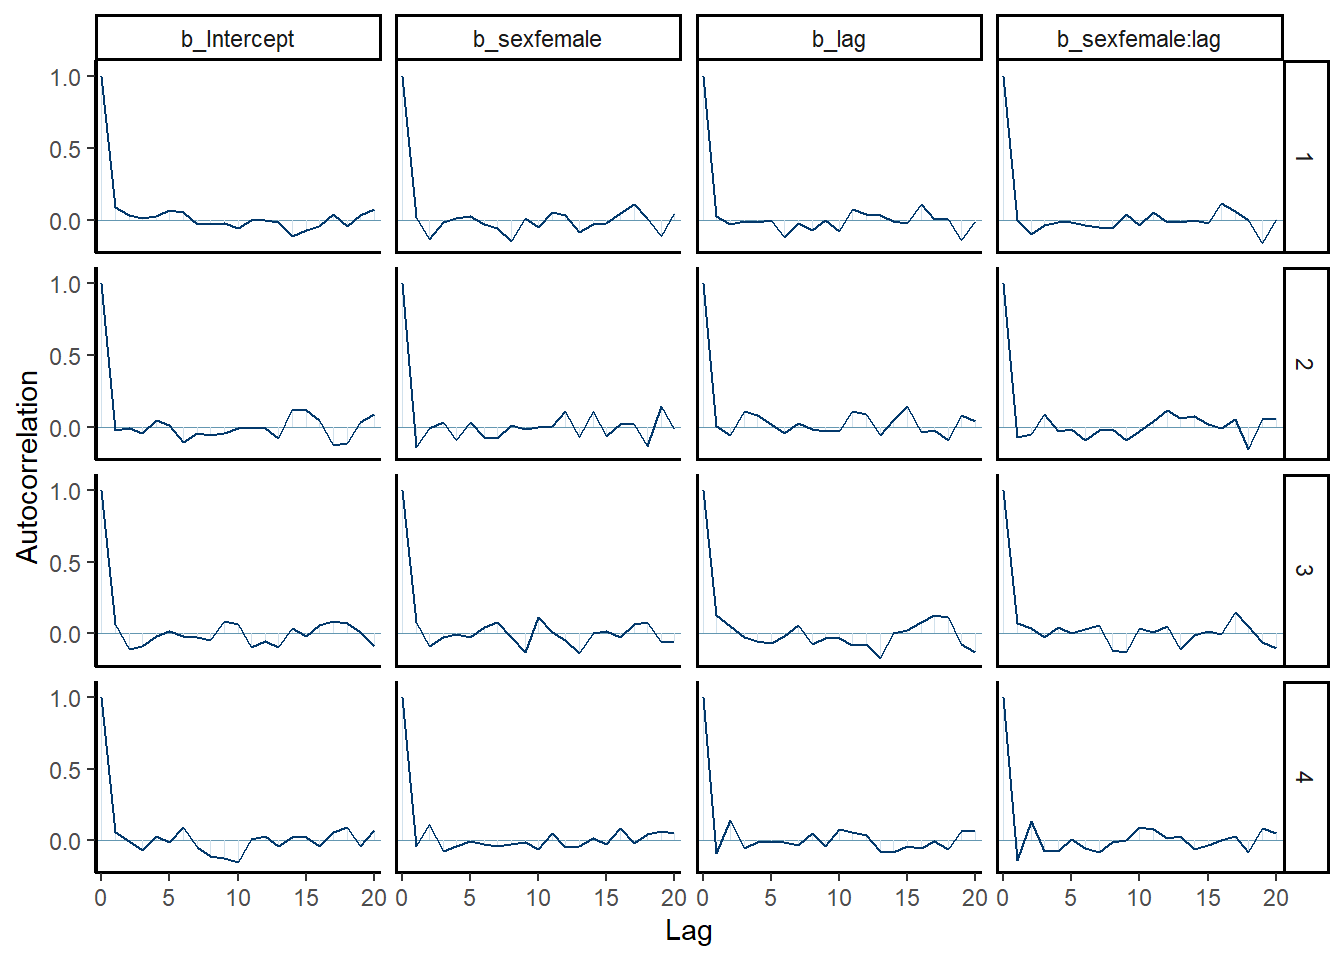 b_Intercept b_sexfemale b_lag b_sexfemale:lag
1.0 0.5 0.0 1
1.0 0.5 0.0 2
1.0 0.5 0.0 3
1.0 0.5 0.0 4
Autocorrelation
0 5 10 15 20 0 5 10 15 20 0 5 10 15 20 0 5 10 15 20
Lag